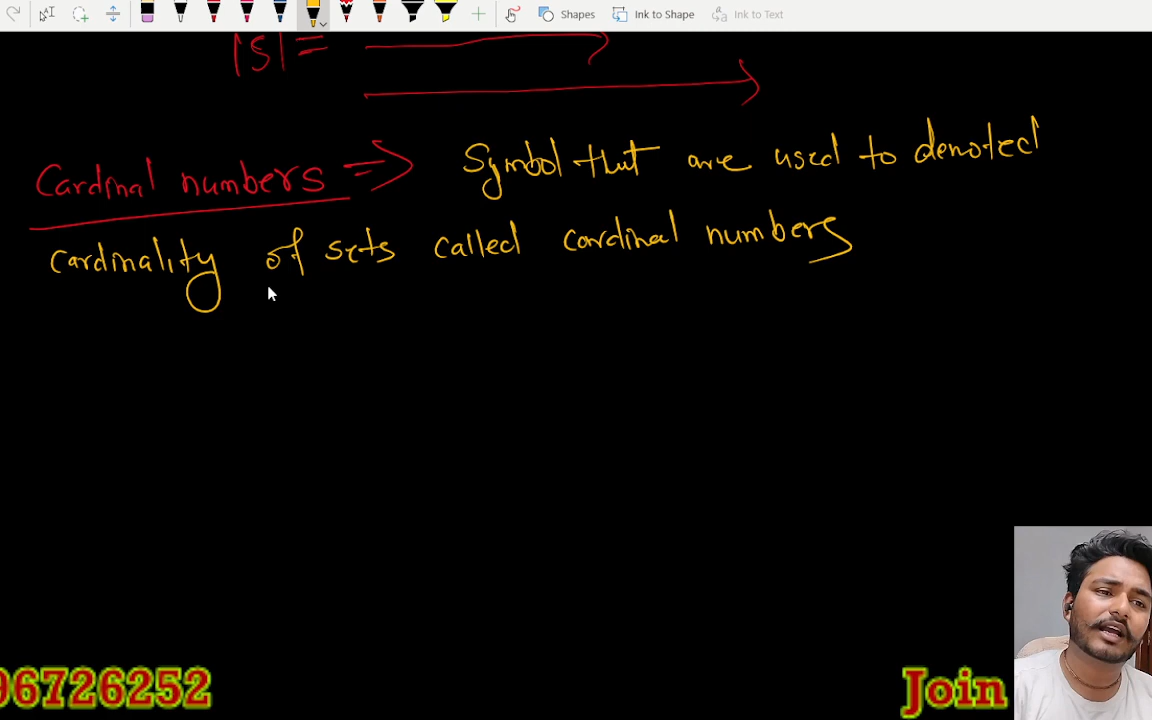 Shapes Ink to Shape Ink to Text
|S| =
Cardinal numbers => Symbol that are used to denoted
cardinality of sets called cardinal numbers
96726252 Join